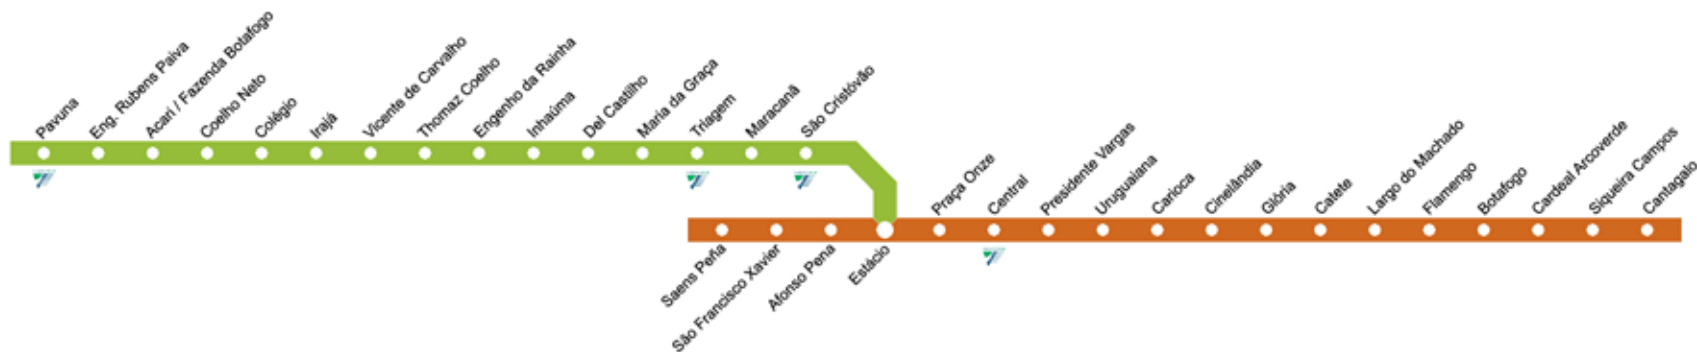 Pavuna
Eng. Rubens Paiva
Acari / Fazenda Botafogo
Coelho Neto
Colégio
Irajá
Vicente de Carvalho
Thomaz Coelho
Engenho da Rainha
Inhaúma
Del Castilho
Maria da Graça
Triagem
Maracanã
São Cristóvão
Saens Peña
São Francisco Xavier
Afonso Pena
Estácio
Praça Onze
Central
Presidente Vargas
Uruguaiana
Carioca
Cinelândia
Glória
Catete
Largo do Machado
Flamengo
Botafogo
Cardeal Arcoverde
Siqueira Campos
Cantagalo